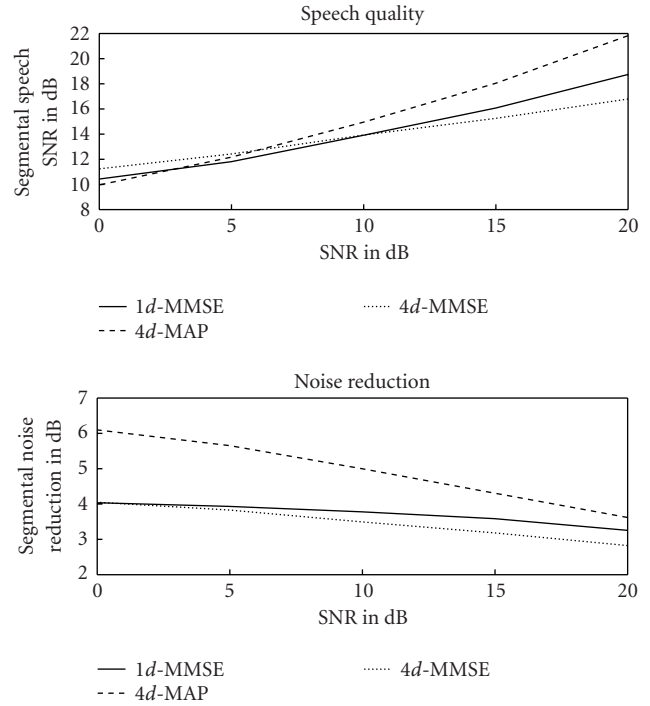 Speech quality
Segmental speech
SNR in dB
22
20
18
16
14
12
10
8
0 5 10 15 20
SNR in dB
1d-MMSE 4d-MMSE
4d-MAP
Noise reduction
Segmental noise
reduction in dB
7
6
5
4
3
2
0 5 10 15 20
SNR in dB
1d-MMSE 4d-MMSE
4d-MAP